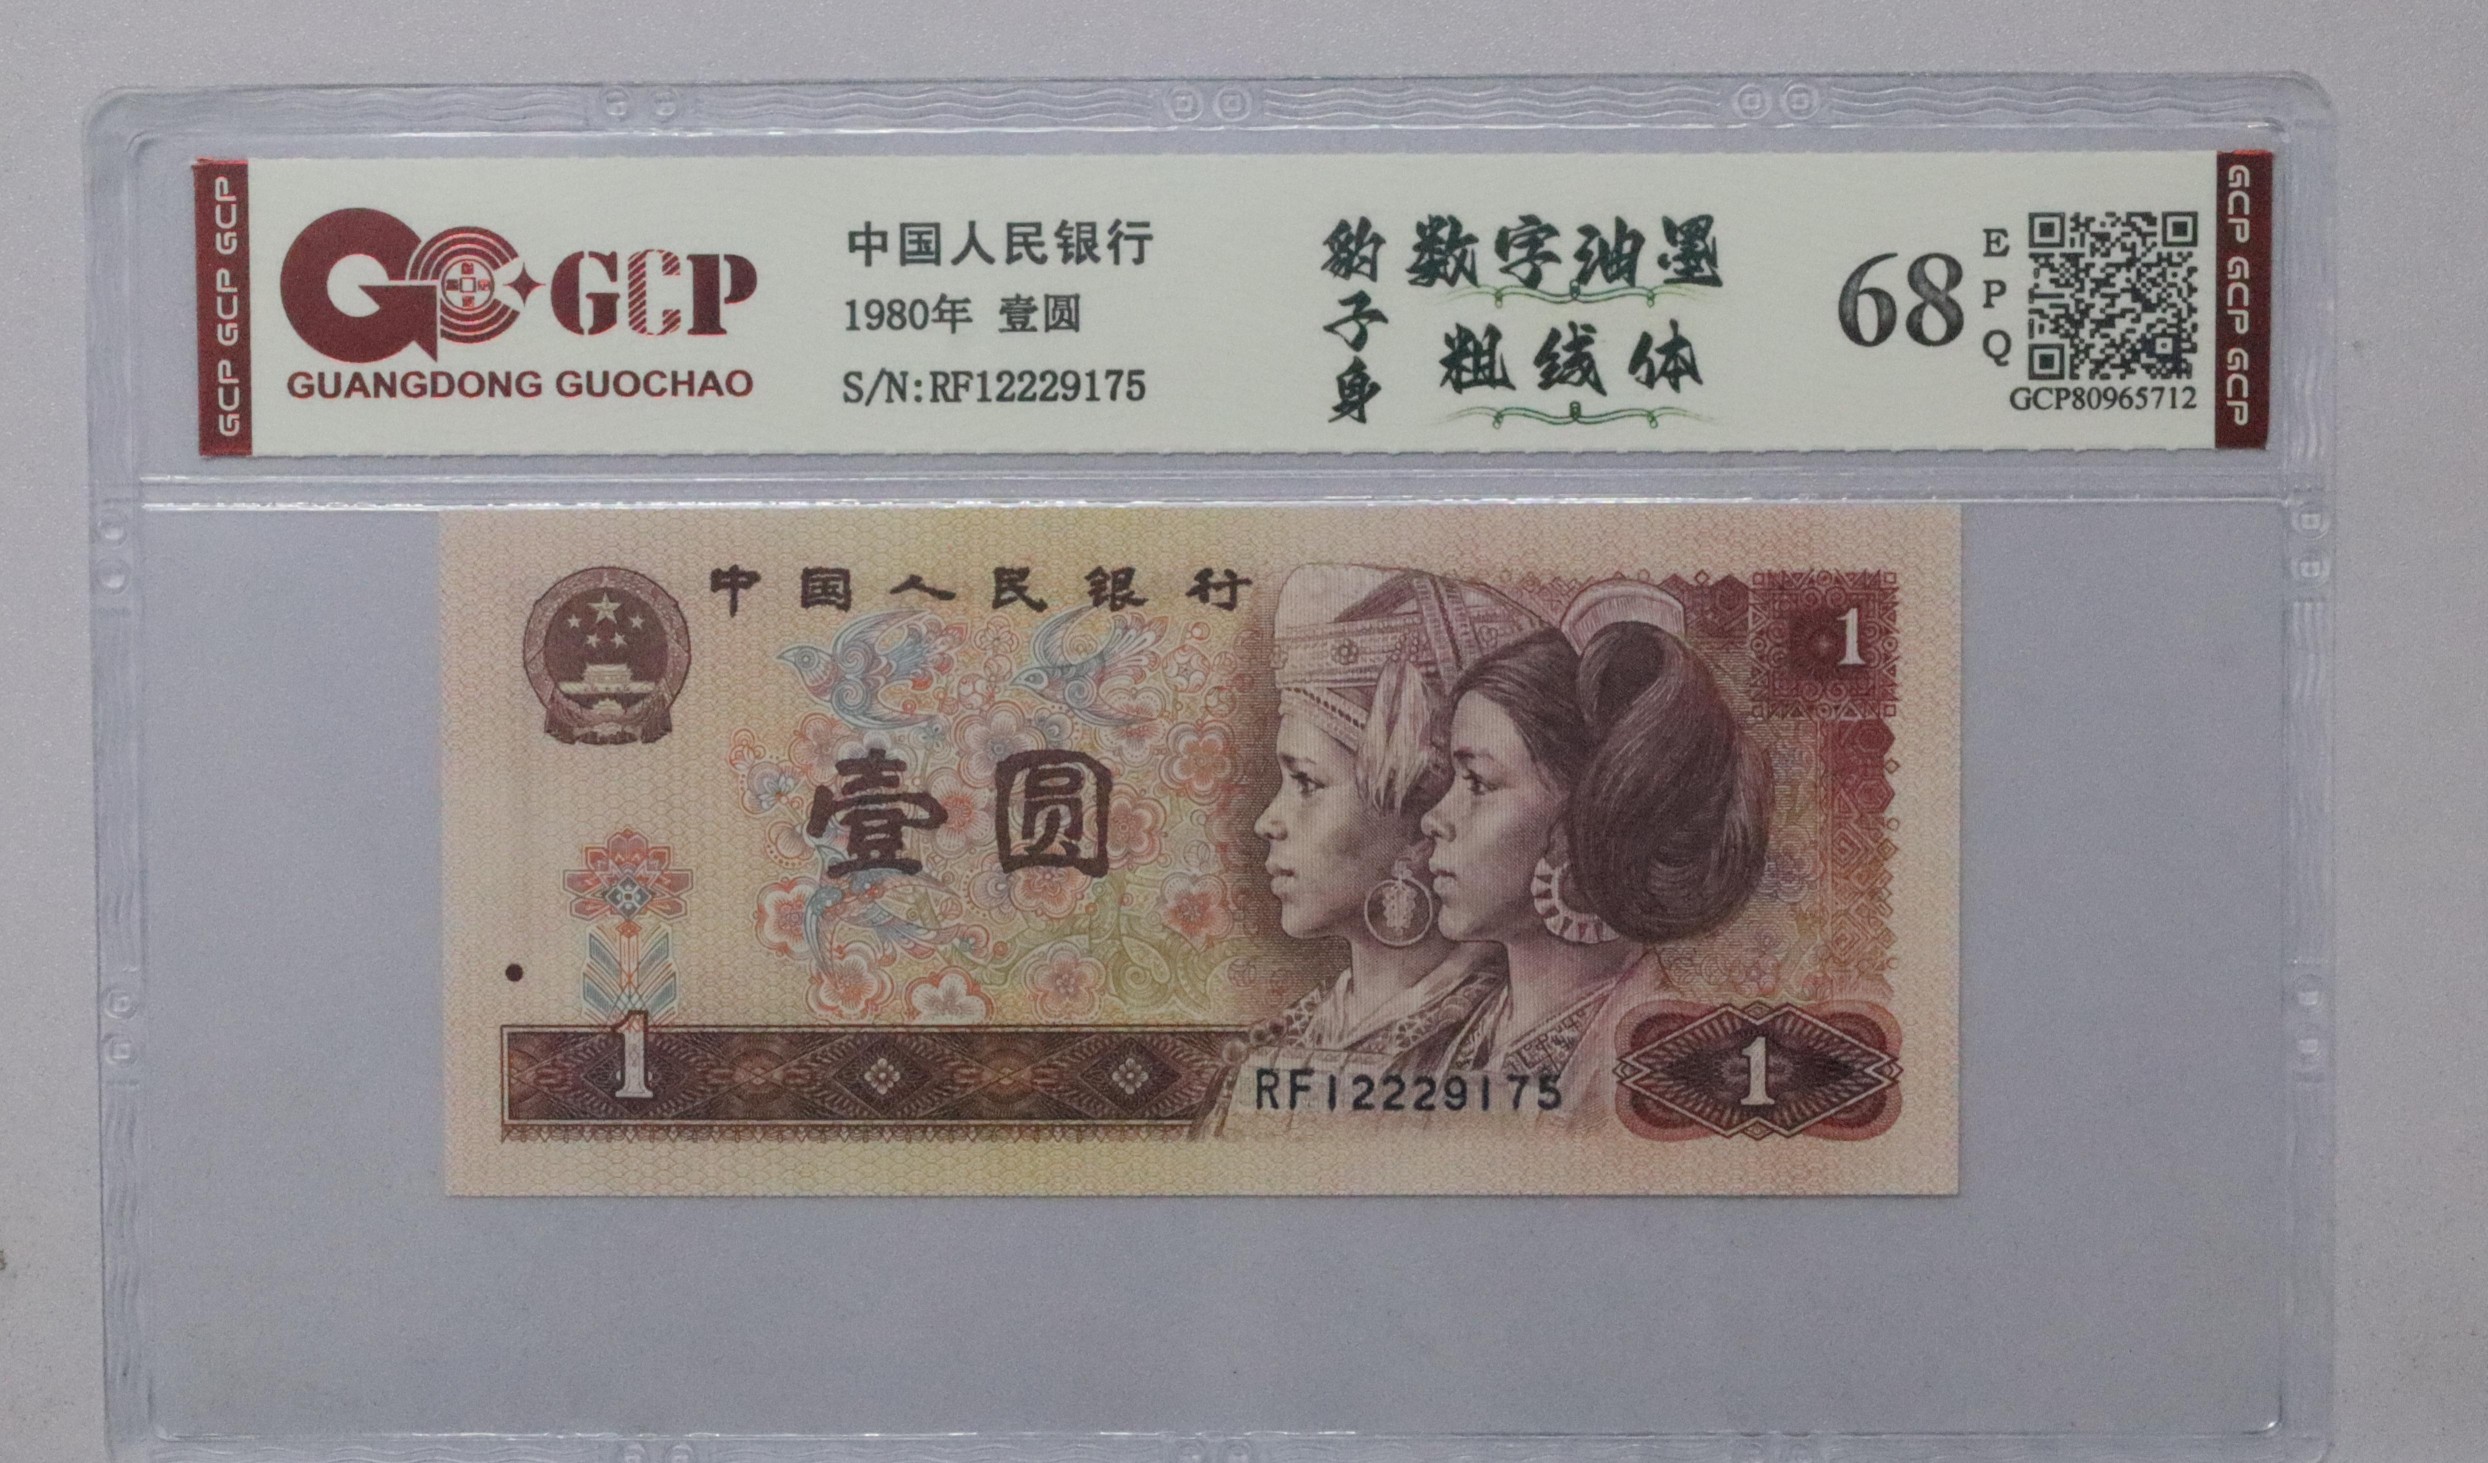 GCP GCP GCP
GCP
GUANGDONG GUOCHAO
中国人民银行
1980年 壹圆
S/N:RF12229175
豹子身
数字油墨
粗线体
68
EPQ
GCP80965712
GCP GCP GCP
中国人民银行
1
壹圆
1
RF12229175
1